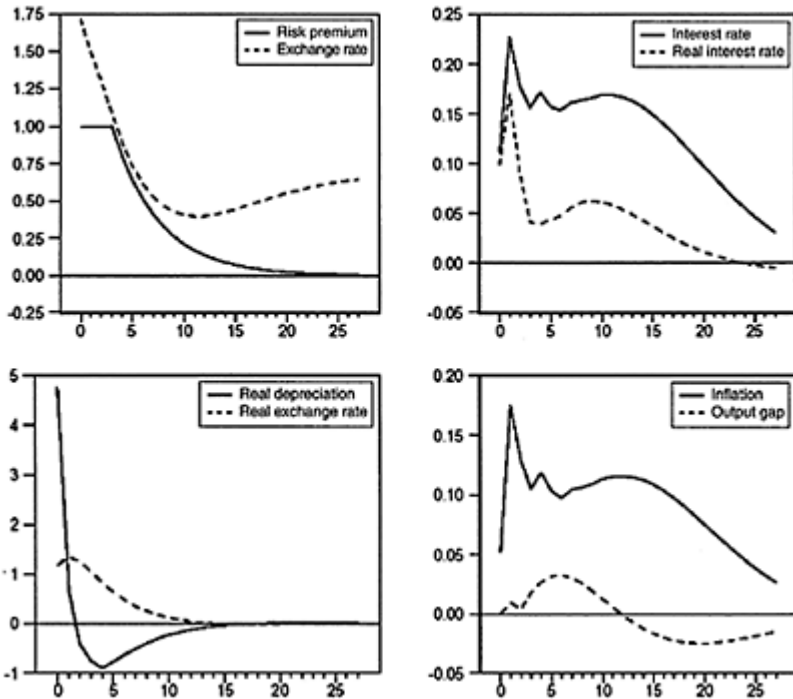 1.75
1.50
1.25
1.00
0.75
0.50
0.25
0.00
-0.25
0 5 10 15 20 25
Risk premium
Exchange rate
0.25
0.20
0.15
0.10
0.05
0.00
-0.05
0 5 10 15 20 25
Interest rate
Real interest rate
5
4
3
2
1
0
-1
0 5 10 15 20 25
Real depreciation
Real exchange rate
0.20
0.15
0.10
0.05
0.00
-0.05
0 5 10 15 20 25
Inflation
Output gap